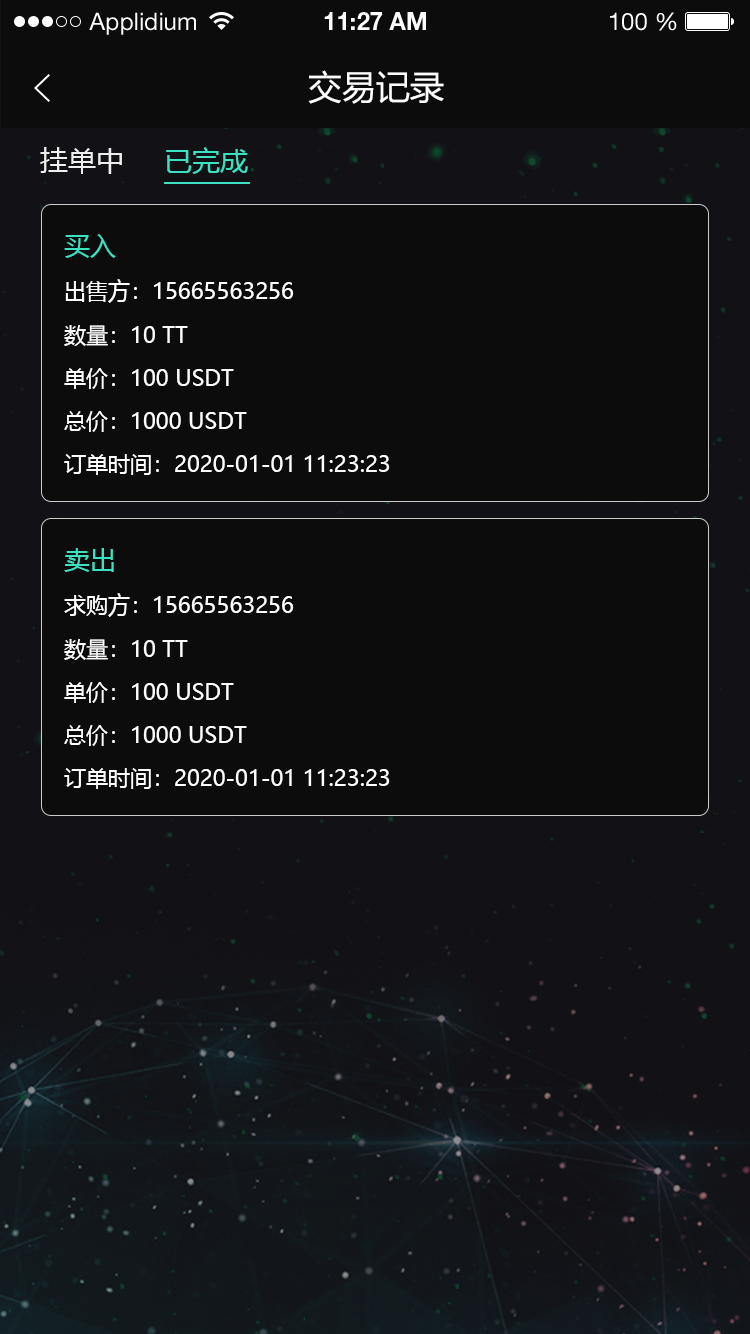 Applidium 11:27 AM 100 %
交易记录
挂单中 已完成
买入
出售方：15665563256
数量：10 TT
单价：100 USDT
总价：1000 USDT
订单时间：2020-01-01 11:23:23
卖出
求购方：15665563256
数量：10 TT
单价：100 USDT
总价：1000 USDT
订单时间：2020-01-01 11:23:23